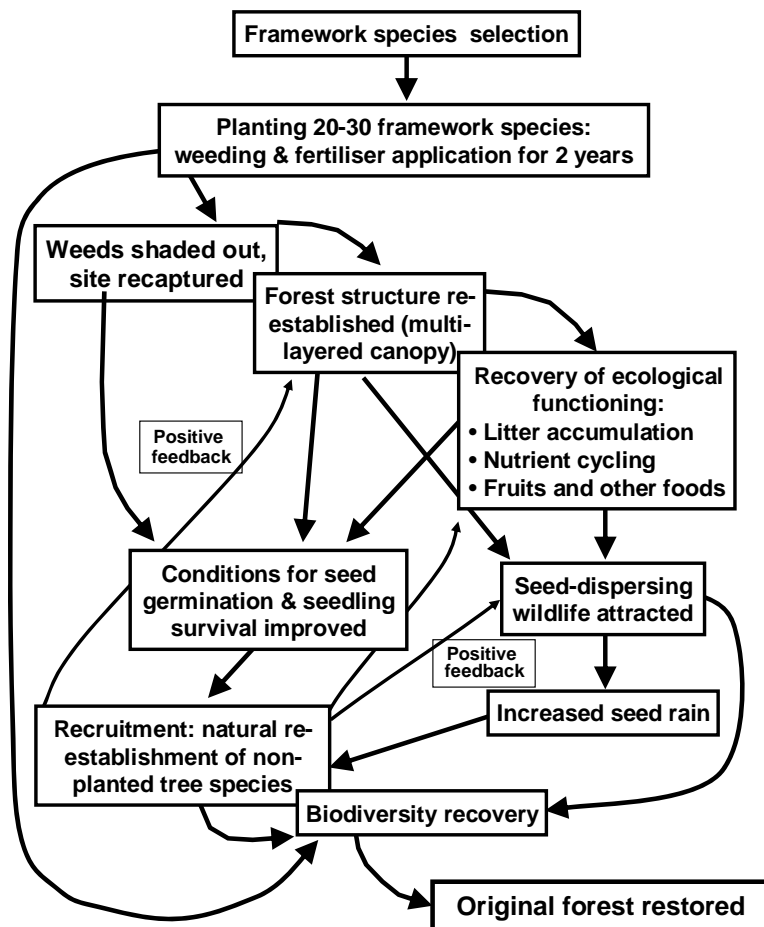 Framework species selection
Planting 20-30 framework species:
weeding & fertiliser application for 2 years
Weeds shaded out,
site recaptured
Forest structure re-
established (multi-
layered canopy)
Recovery of ecological
functioning:
• Litter accumulation
• Nutrient cycling
• Fruits and other foods
Positive
feedback
Conditions for seed
germination & seedling
survival improved
Seed-dispersing
wildlife attracted
Positive
feedback
Increased seed rain
Recruitment: natural re-
establishment of non-
planted tree species
Biodiversity recovery
Original forest restored